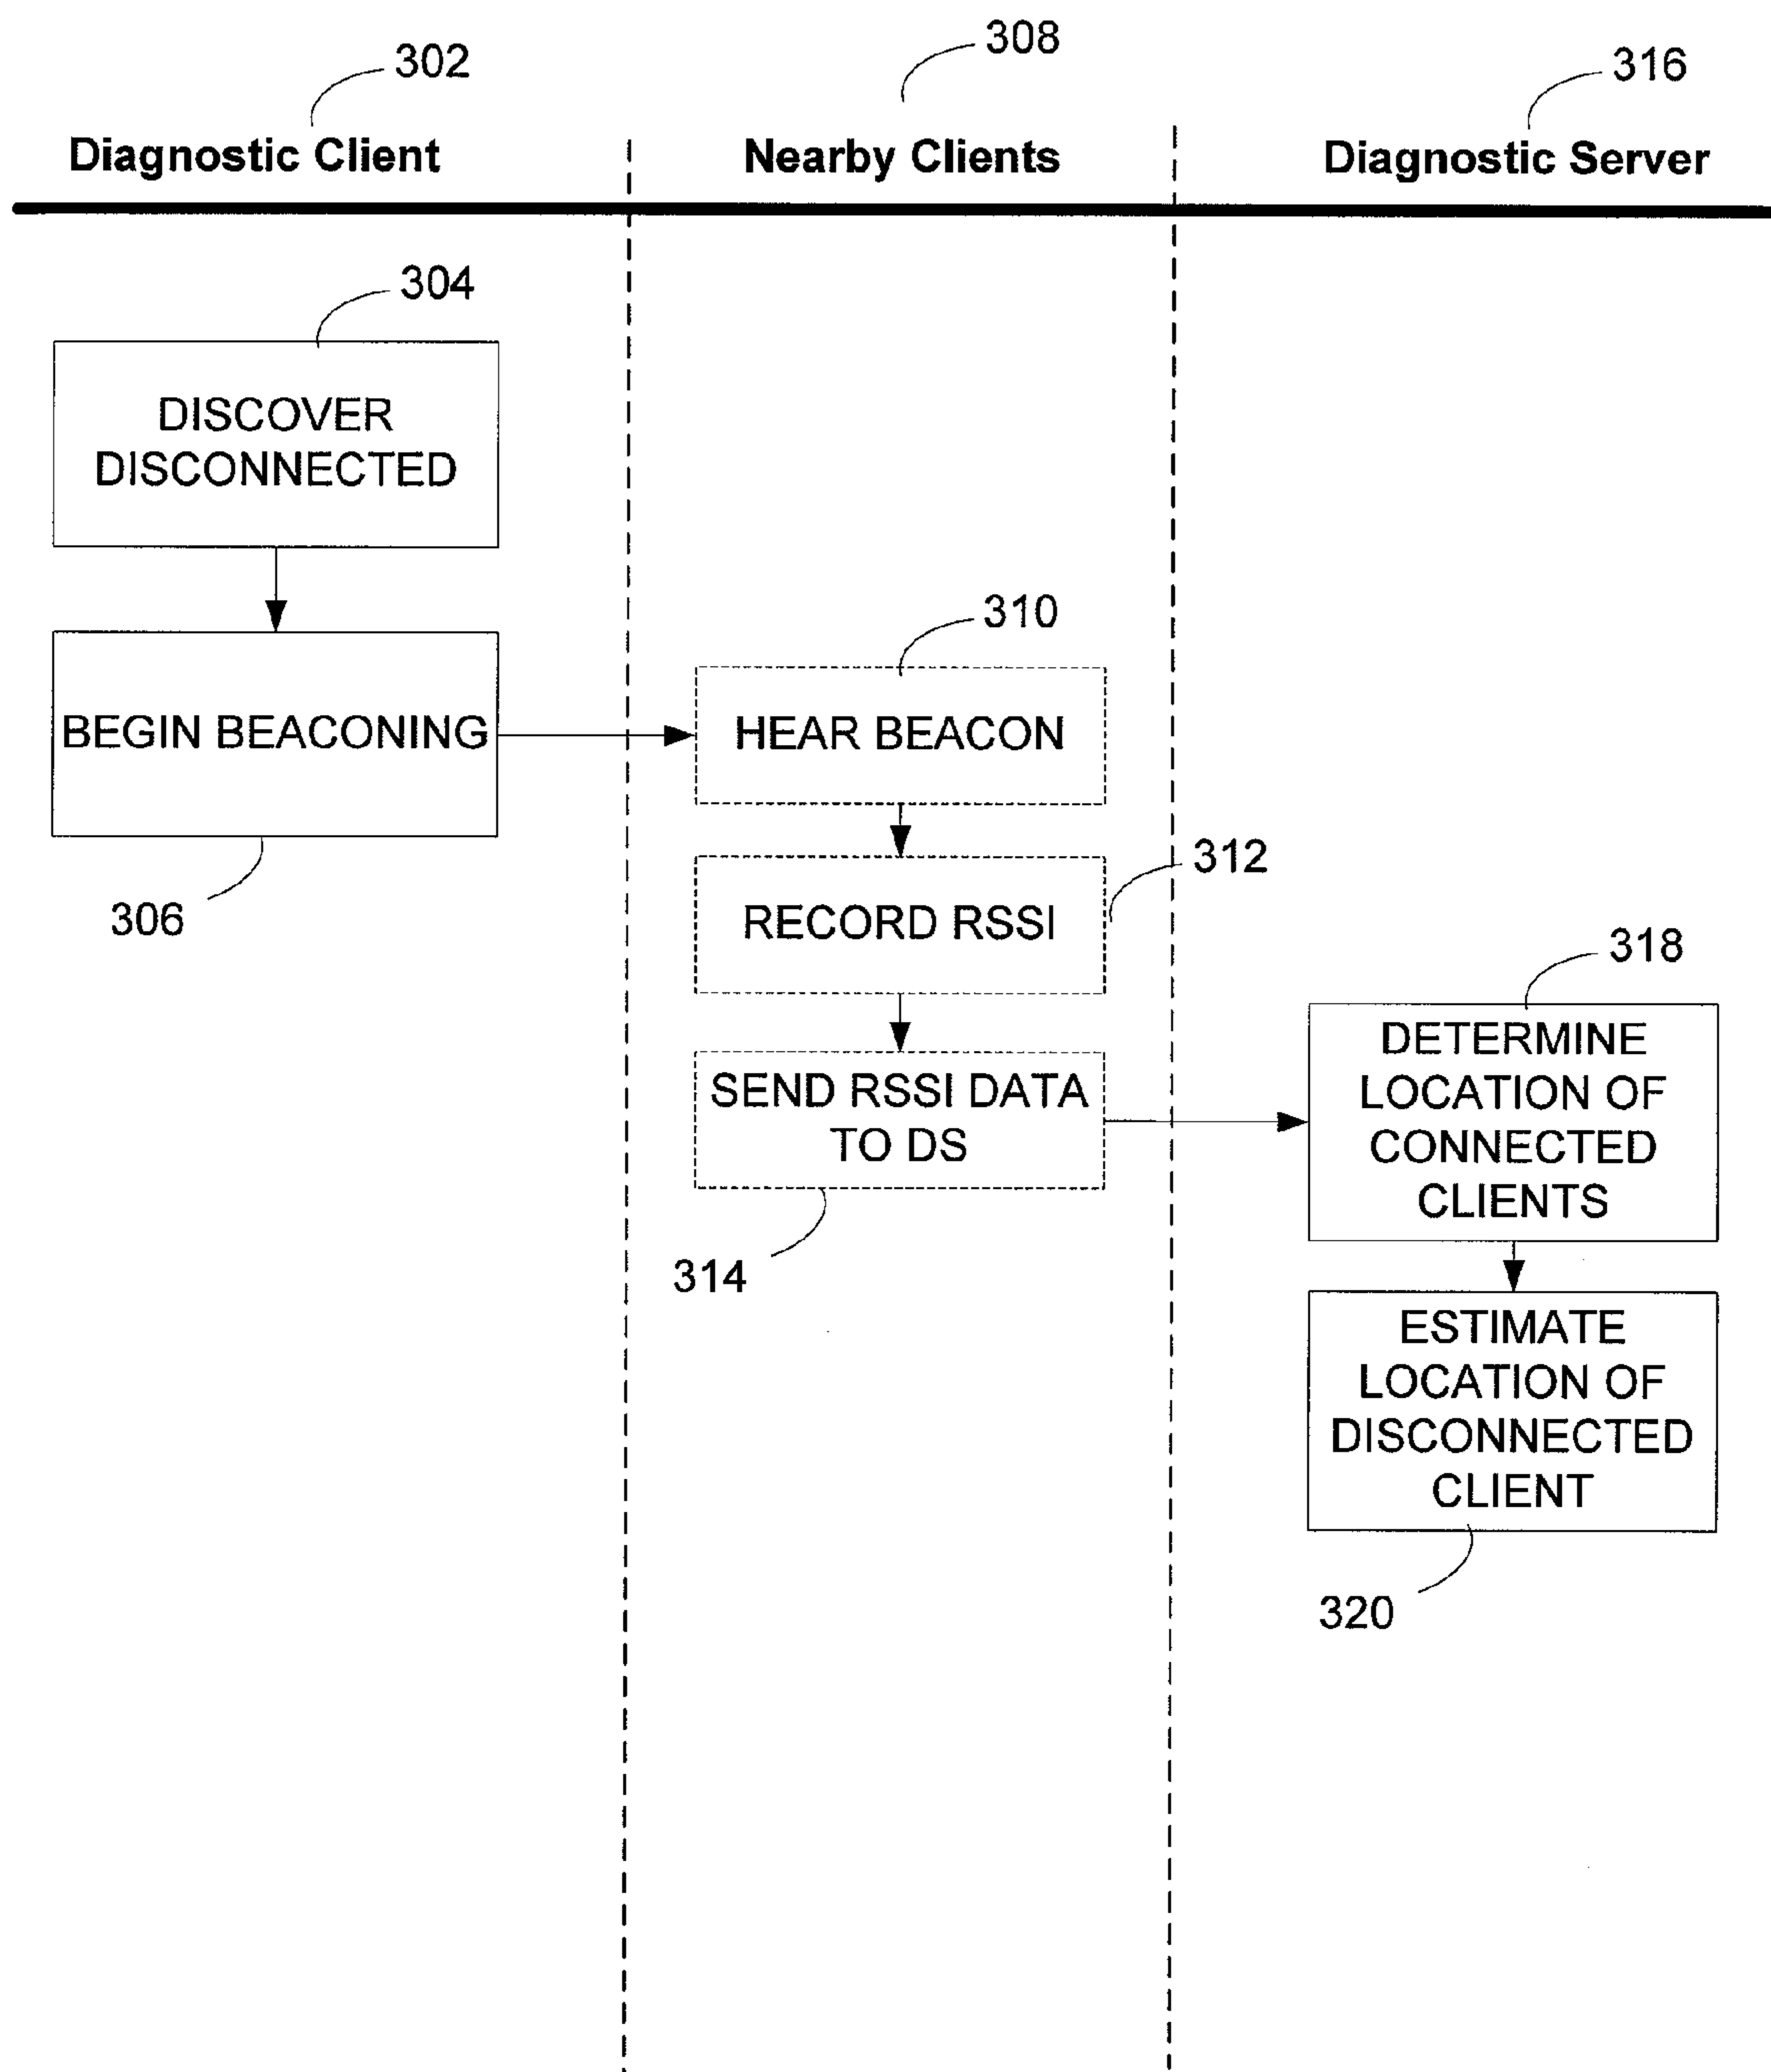 302
308
316
Diagnostic Client
Nearby Clients
Diagnostic Server
304
DISCOVER
DISCONNECTED
BEGIN BEACONING
306
310
HEAR BEACON
312
RECORD RSSI
SEND RSSI DATA
TO DS
314
318
DETERMINE
LOCATION OF
CONNECTED
CLIENTS
ESTIMATE
LOCATION OF
DISCONNECTED
CLIENT
320